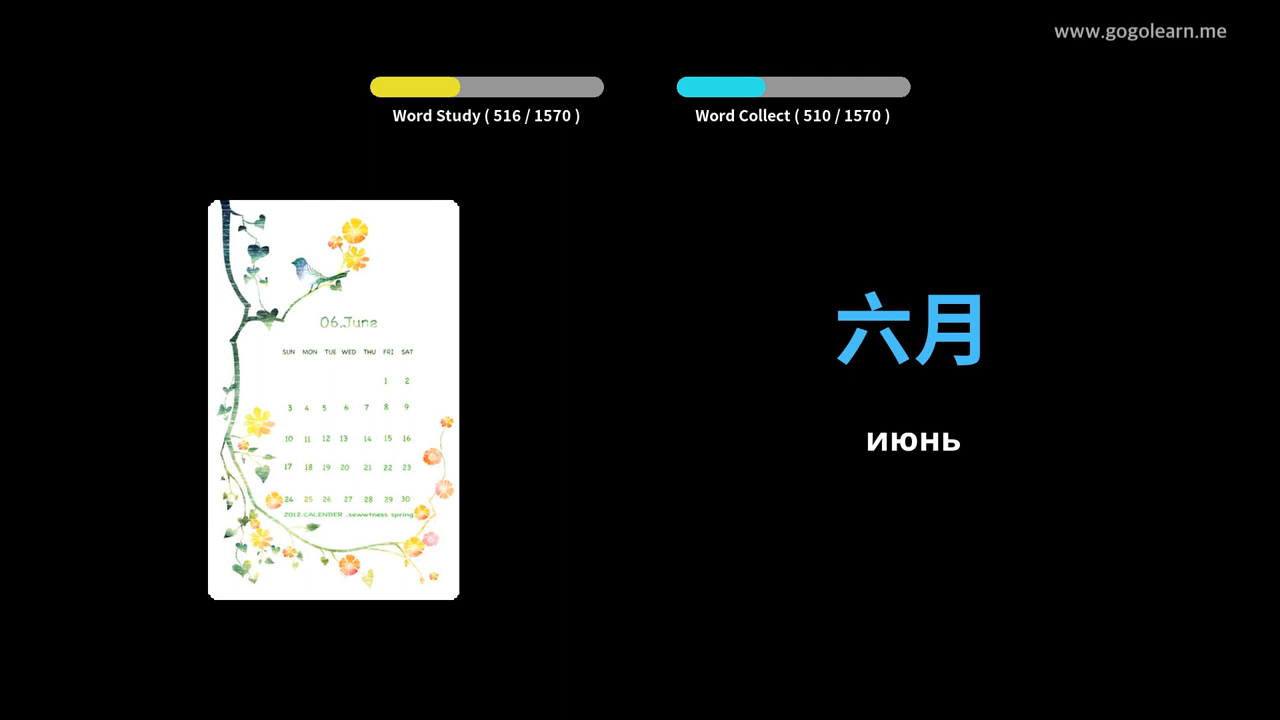 www.gogolearn.me
Word Study ( 516 / 1570 )
Word Collect ( 510 / 1570 )
06.June
SUN MON TUE WED THU FRI SAT
1 2
3 4 5 6 7 8 9
10 11 12 13 14 15 16
17 18 19 20 21 22 23
24 25 26 27 28 29 30
2012.CALENDER .sewwtness spring
六月
июнь